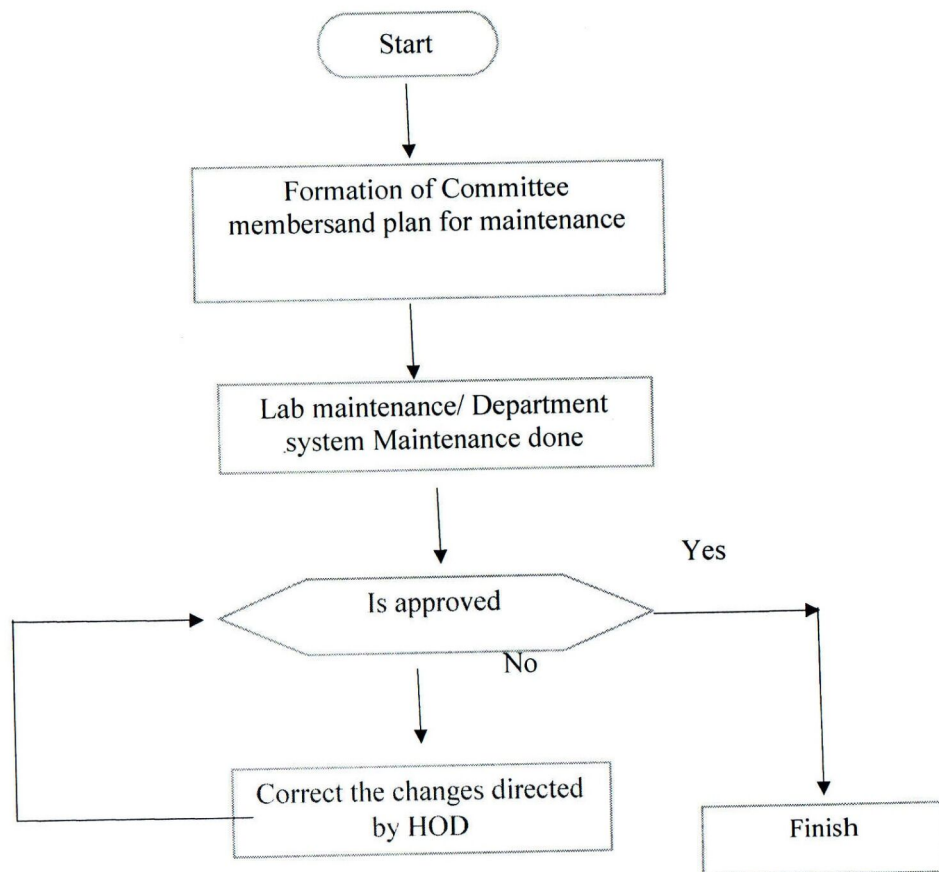 Start
Formation of Committee
membersand plan for maintenance
Lab maintenance/ Department
system Maintenance done
Yes
Is approved
No
Correct the changes directed
by HOD
Finish